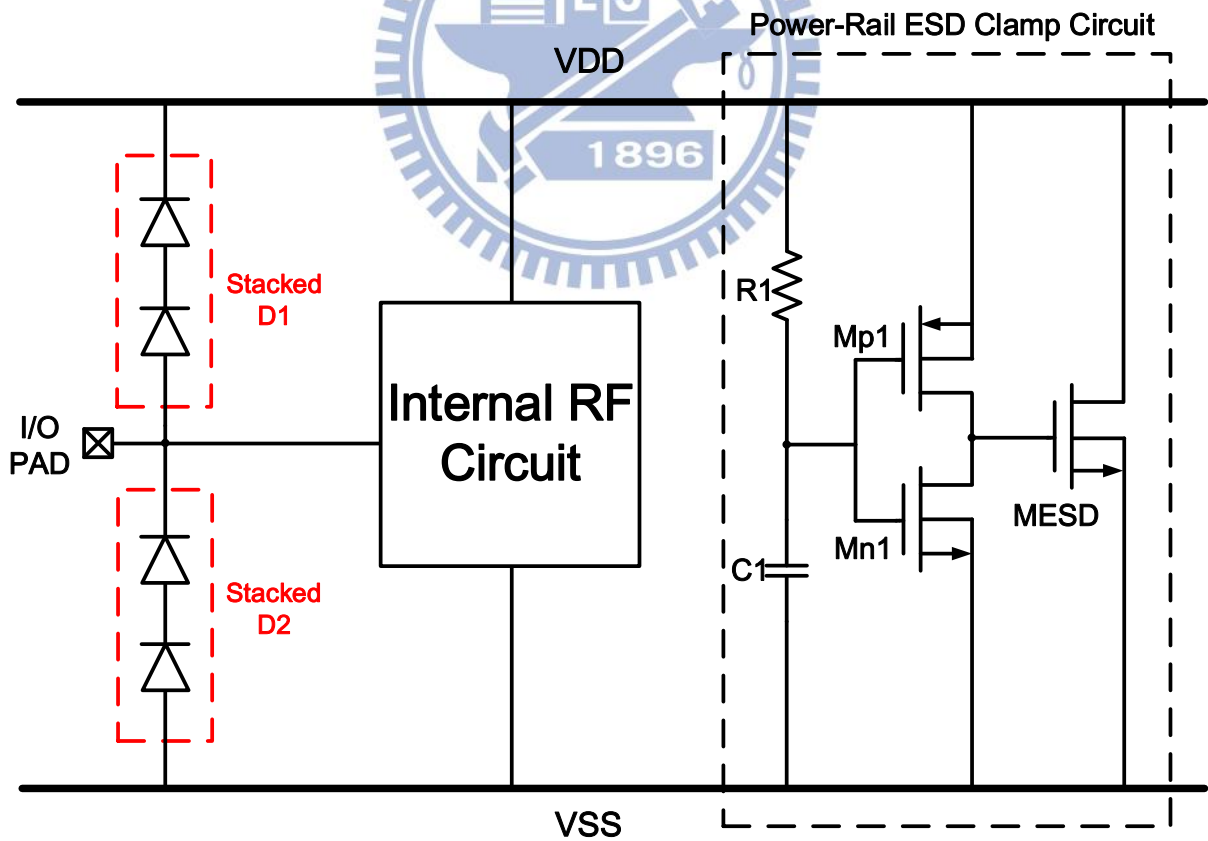 Power-Rail ESD Clamp Circuit
VDD
1896
Stacked
D1
R1
Mp1
I/O
PAD
Internal RF
Circuit
MESD
Mn1
C1
Stacked
D2
VSS